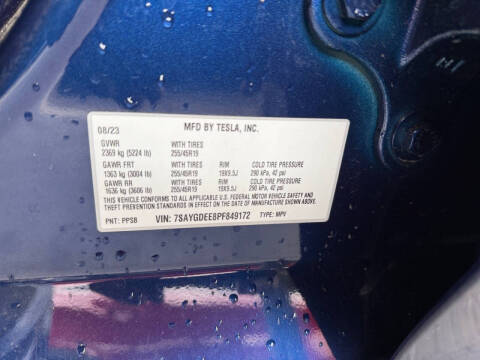 08/23 MFD BY TESLA, INC.
GVWR WITH TIRES
2369 kg (5224 lb) 255/45R19
GAWR FRT WITH TIRES RIM COLD TIRE PRESSURE
1363 kg (3004 lb) 255/45R19 19X9.5J 290 kPa, 42 psi
GAWR RR WITH TIRES RIM COLD TIRE PRESSURE
1636 kg (3606 lb) 255/45R19 19X9.5J 290 kPa, 42 psi
THIS VEHICLE CONFORMS TO ALL APPLICABLE U.S. FEDERAL MOTOR VEHICLE SAFETY AND
THEFT PREVENTION STANDARDS IN EFFECT ON THE DATE OF MANUFACTURE SHOWN ABOVE.
PNT: PPSB VIN: 7SAYGDEE8PF849172 TYPE: MPV